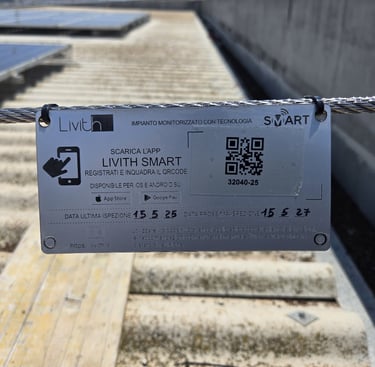 Livith
IMPIANTO MONITORIZZATO CON TECNOLOGIA
SMART
SCARICA L'APP
LIVITH SMART
REGISTRATI E INQUADRA IL QRCODE
DISPONIBILE PER iOS E ANDROID SU
App Store
Google Play
32040-25
DATA ULTIMA ISPEZIONE 15 5 25
DATA PROSSIMA ISPEZIONE 15 5 27